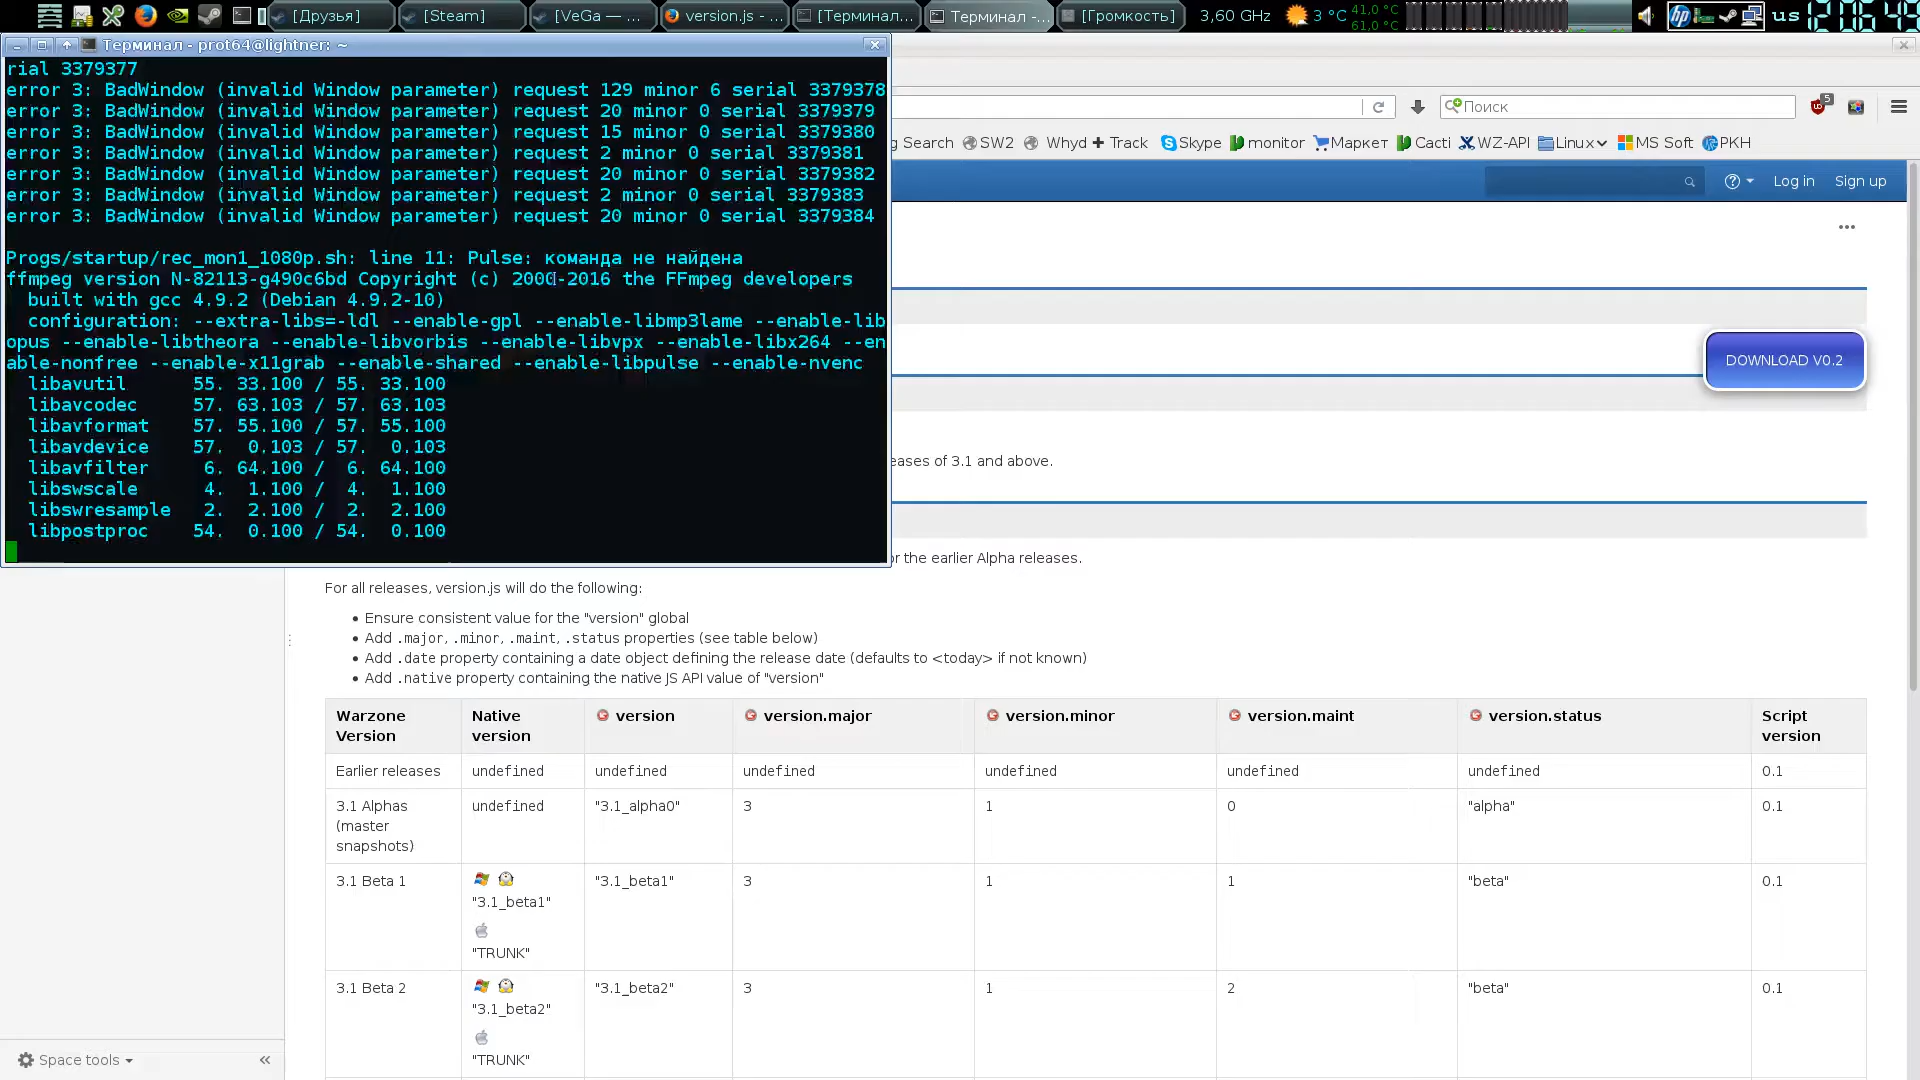 [Друзья]
[Steam]
[VeGa — ...
version.js - ...
[Терминал...
Терминал -...
[Громкость]
3,60 GHz
3 °C
41,0 °C
61,0 °C
us
Терминал - prot64@lightner: ~
rial 3379377
error 3: BadWindow (invalid Window parameter) request 129 minor 6 serial 3379378
error 3: BadWindow (invalid Window parameter) request 20 minor 0 serial 3379379
error 3: BadWindow (invalid Window parameter) request 15 minor 0 serial 3379380
error 3: BadWindow (invalid Window parameter) request 2 minor 0 serial 3379381
error 3: BadWindow (invalid Window parameter) request 20 minor 0 serial 3379382
error 3: BadWindow (invalid Window parameter) request 2 minor 0 serial 3379383
error 3: BadWindow (invalid Window parameter) request 20 minor 0 serial 3379384
Progs/startup/rec_mon1_1080p.sh: line 11: Pulse: команда не найдена
ffmpeg version N-82113-g490c6bd Copyright (c) 2000-2016 the FFmpeg developers
built with gcc 4.9.2 (Debian 4.9.2-10)
configuration: --extra-libs=-ldl --enable-gpl --enable-libmp3lame --enable-lib
opus --enable-libtheora --enable-libvorbis --enable-libvpx --enable-libx264 --en
able-nonfree --enable-x11grab --enable-shared --enable-libpulse --enable-nvenc
libavutil 55. 33.100 / 55. 33.100
libavcodec 57. 63.103 / 57. 63.103
libavformat 57. 55.100 / 57. 55.100
libavdevice 57. 0.103 / 57. 0.103
libavfilter 6. 64.100 / 6. 64.100
libswscale 4. 1.100 / 4. 1.100
libswresample 2. 2.100 / 2. 2.100
libpostproc 54. 0.100 / 54. 0.100
Поиск
5
g Search
SW2
Whyd
Track
Skype
monitor
Маркет
Cacti
WZ-API
Linux
MS Soft
PKH
Log in
Sign up
DOWNLOAD V0.2
eases of 3.1 and above.
or the earlier Alpha releases.
For all releases, version.js will do the following:
• Ensure consistent value for the "version" global
• Add .major, .minor, .maint, .status properties (see table below)
• Add .date property containing a date object defining the release date (defaults to <today> if not known)
• Add .native property containing the native JS API value of "version"
Warzone Version
Native version
version
version.major
version.minor
version.maint
version.status
Script version
Earlier releases undefined undefined undefined undefined undefined undefined 0.1
3.1 Alphas (master snapshots) undefined "3.1_alpha0" 3 1 0 "alpha" 0.1
3.1 Beta 1 "3.1_beta1" "TRUNK" "3.1_beta1" 3 1 1 "beta" 0.1
3.1 Beta 2 "3.1_beta2" "TRUNK" "3.1_beta2" 3 1 2 "beta" 0.1
Space tools